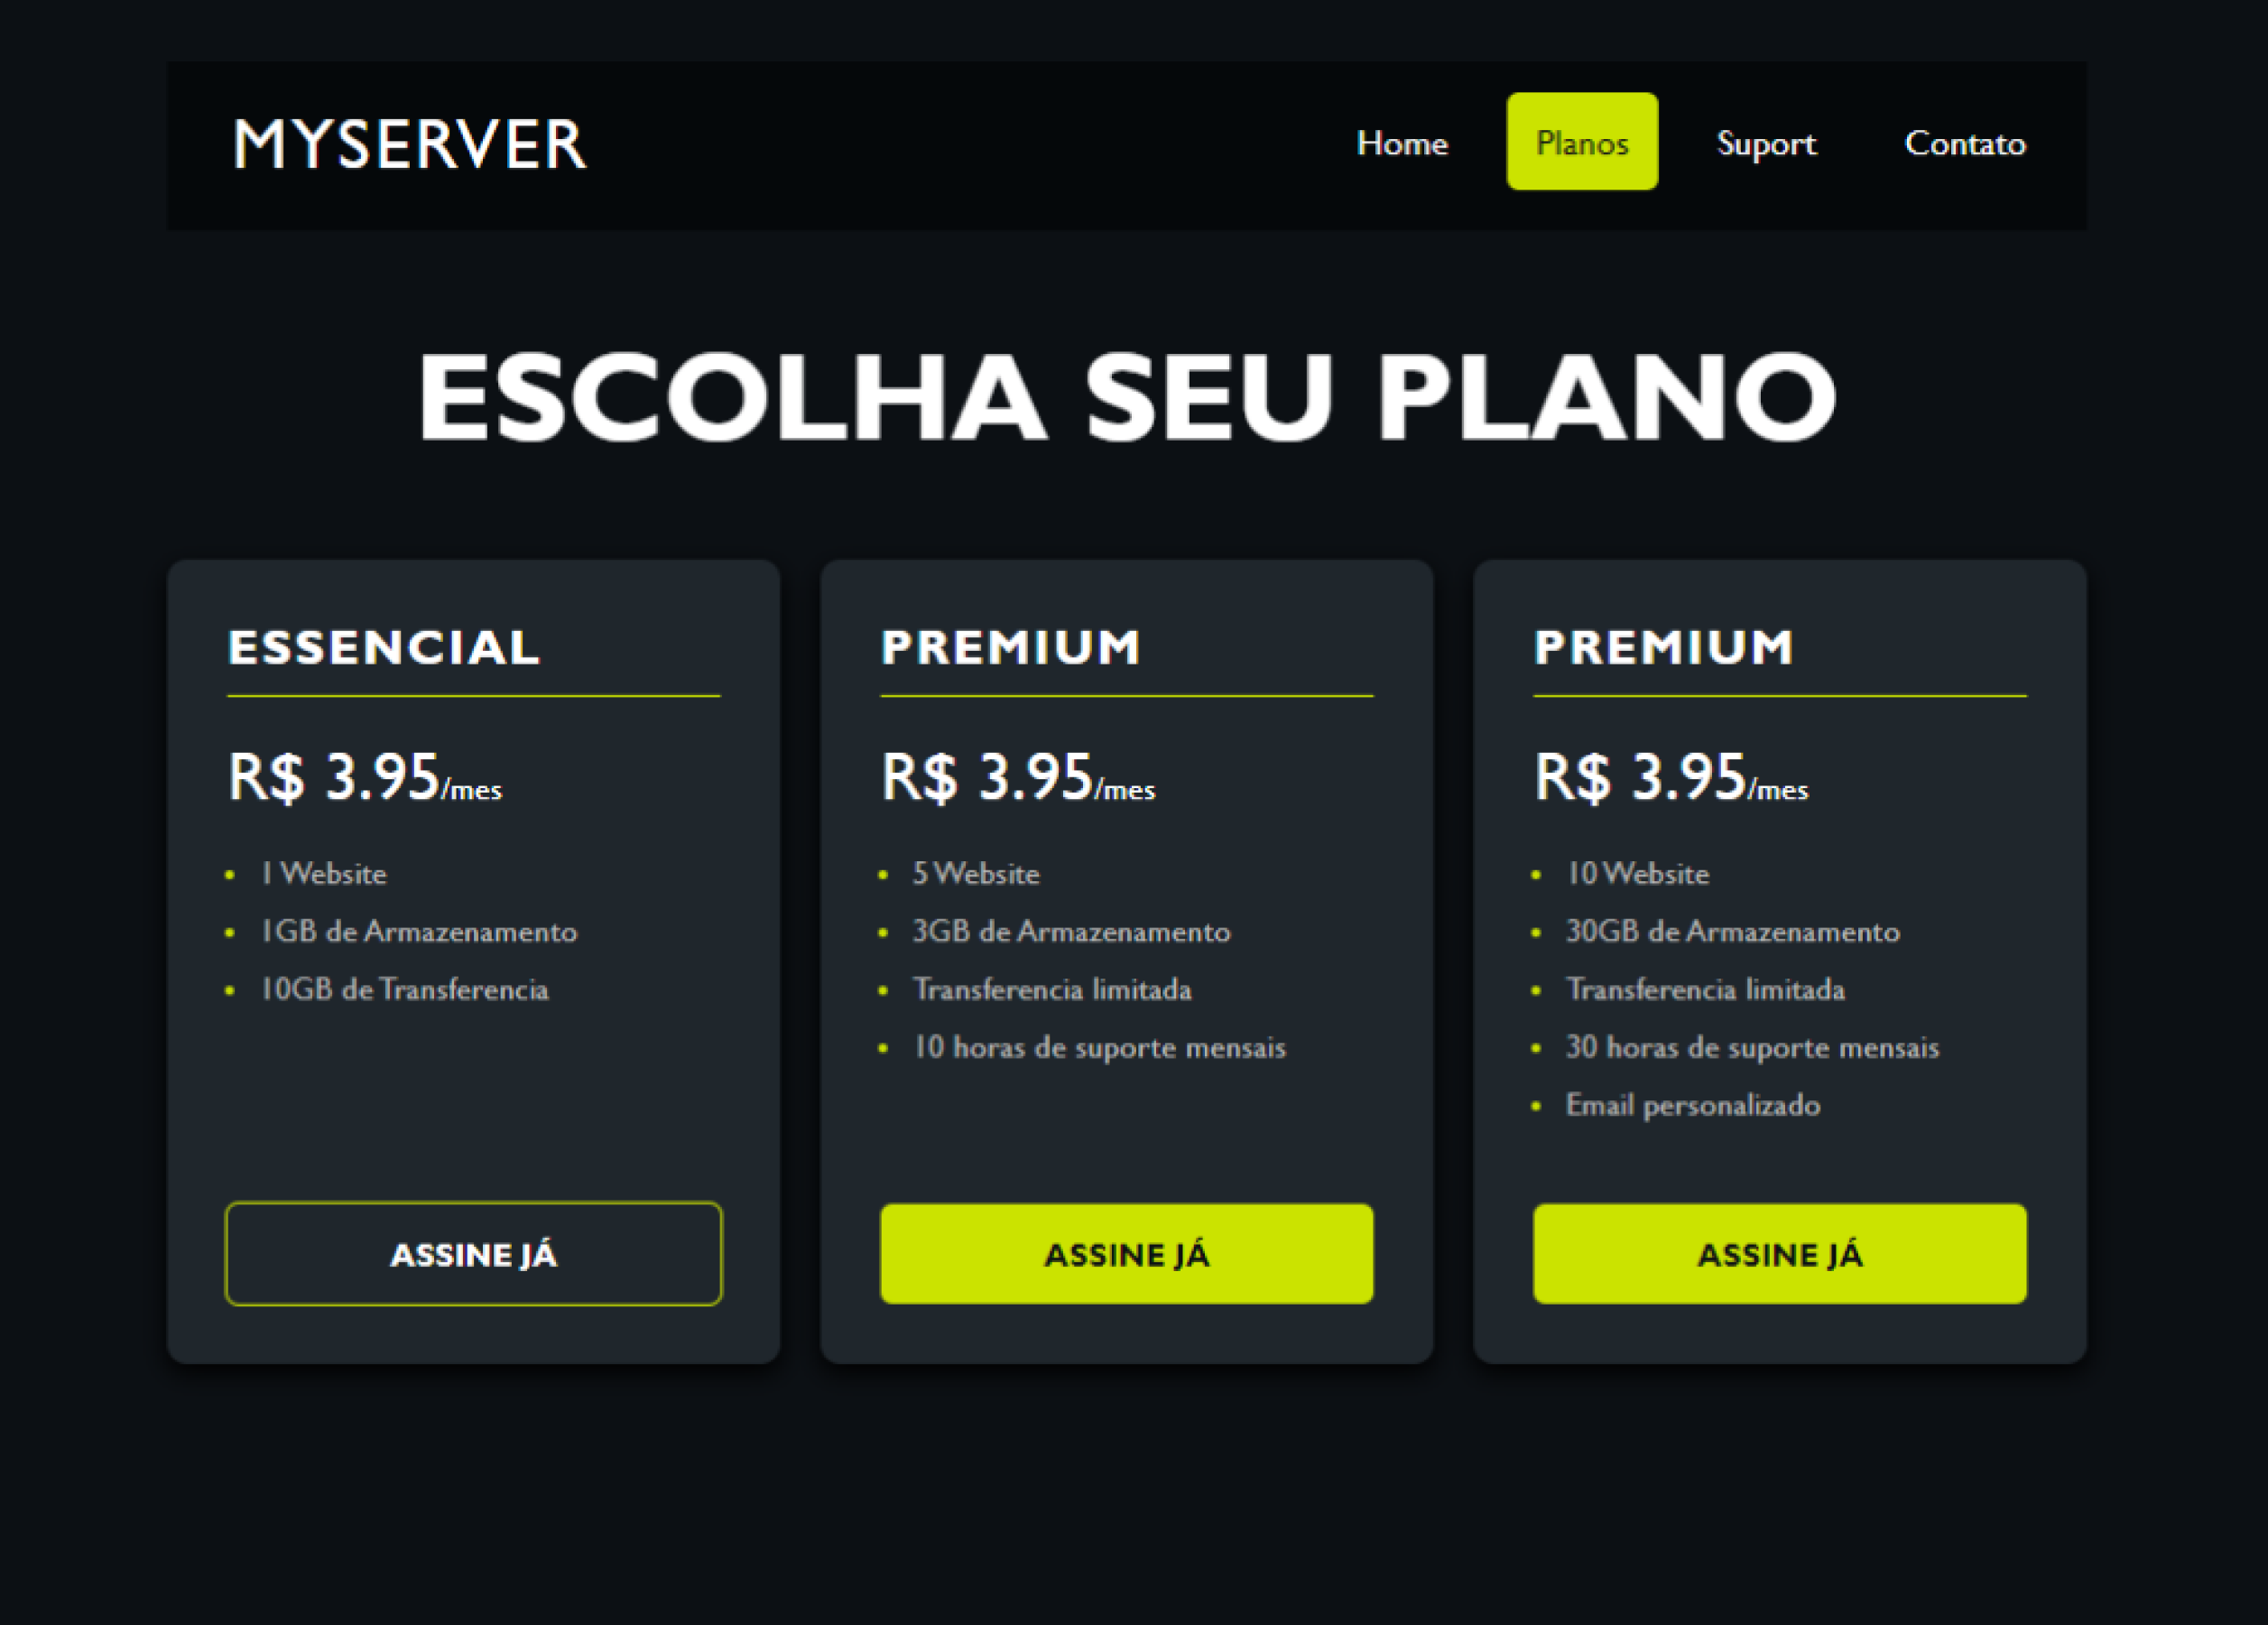 MYSERVER
Home Planos Suport Contato
ESCOLHA SEU PLANO
ESSENCIAL
R$ 3.95/mes
• 1 Website
• 1GB de Armazenamento
• 10GB de Transferencia
ASSINE JÁ
PREMIUM
R$ 3.95/mes
• 5 Website
• 3GB de Armazenamento
• Transferencia limitada
• 10 horas de suporte mensais
ASSINE JÁ
PREMIUM
R$ 3.95/mes
• 10 Website
• 30GB de Armazenamento
• Transferencia limitada
• 30 horas de suporte mensais
• Email personalizado
ASSINE JÁ